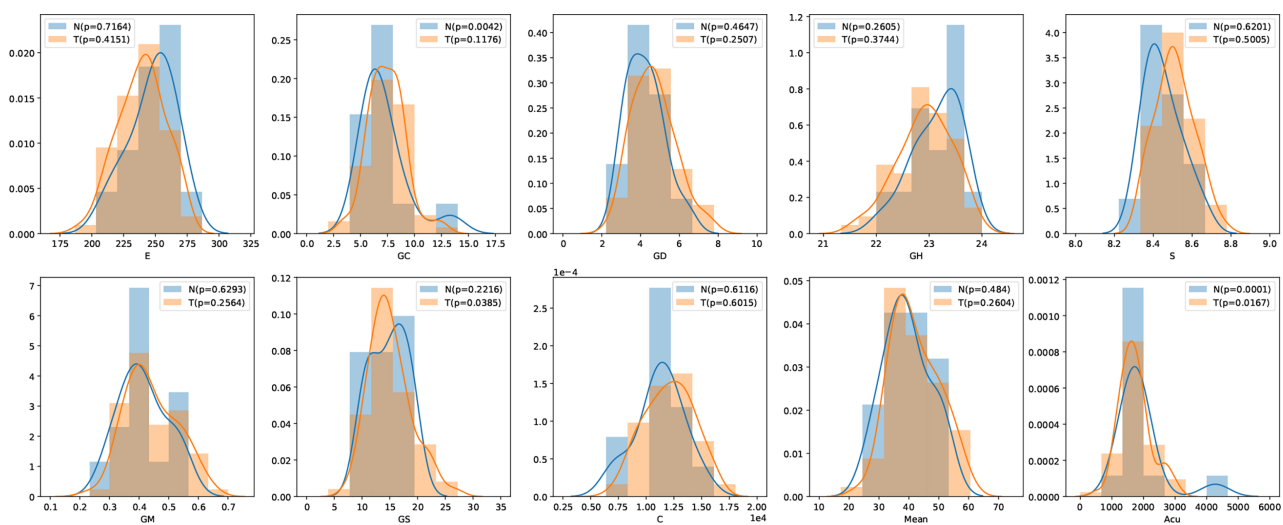 N(p=0.7164)
T(p=0.4151)
0.020
0.015
0.010
0.005
0.000
175 200 225 250 275 300 325
E
N(p=0.0042)
T(p=0.1176)
0.25
0.20
0.15
0.10
0.05
0.00
0.0 2.5 5.0 7.5 10.0 12.5 15.0 17.5
GC
N(p=0.4647)
T(p=0.2507)
0.40
0.35
0.30
0.25
0.20
0.15
0.10
0.05
0.00
0 2 4 6 8 10
GD
N(p=0.2605)
T(p=0.3744)
1.2
1.0
0.8
0.6
0.4
0.2
0.0
21 22 23 24
GH
N(p=0.6201)
T(p=0.5005)
4.0
3.5
3.0
2.5
2.0
1.5
1.0
0.5
0.0
8.0 8.2 8.4 8.6 8.8 9.0
S
N(p=0.6293)
T(p=0.2564)
7
6
5
4
3
2
1
0
0.1 0.2 0.3 0.4 0.5 0.6 0.7
GM
N(p=0.2216)
T(p=0.0385)
0.12
0.10
0.08
0.06
0.04
0.02
0.00
0 5 10 15 20 25 30 35
GS
1e−4
N(p=0.6116)
T(p=0.6015)
2.5
2.0
1.5
1.0
0.5
0.0
0.25 0.50 0.75 1.00 1.25 1.50 1.75 2.00
1e4
C
N(p=0.484)
T(p=0.2604)
0.05
0.04
0.03
0.02
0.01
0.00
10 20 30 40 50 60 70
Mean
N(p=0.0001)
T(p=0.0167)
0.0012
0.0010
0.0008
0.0006
0.0004
0.0002
0.0000
0 1000 2000 3000 4000 5000 6000
Acu